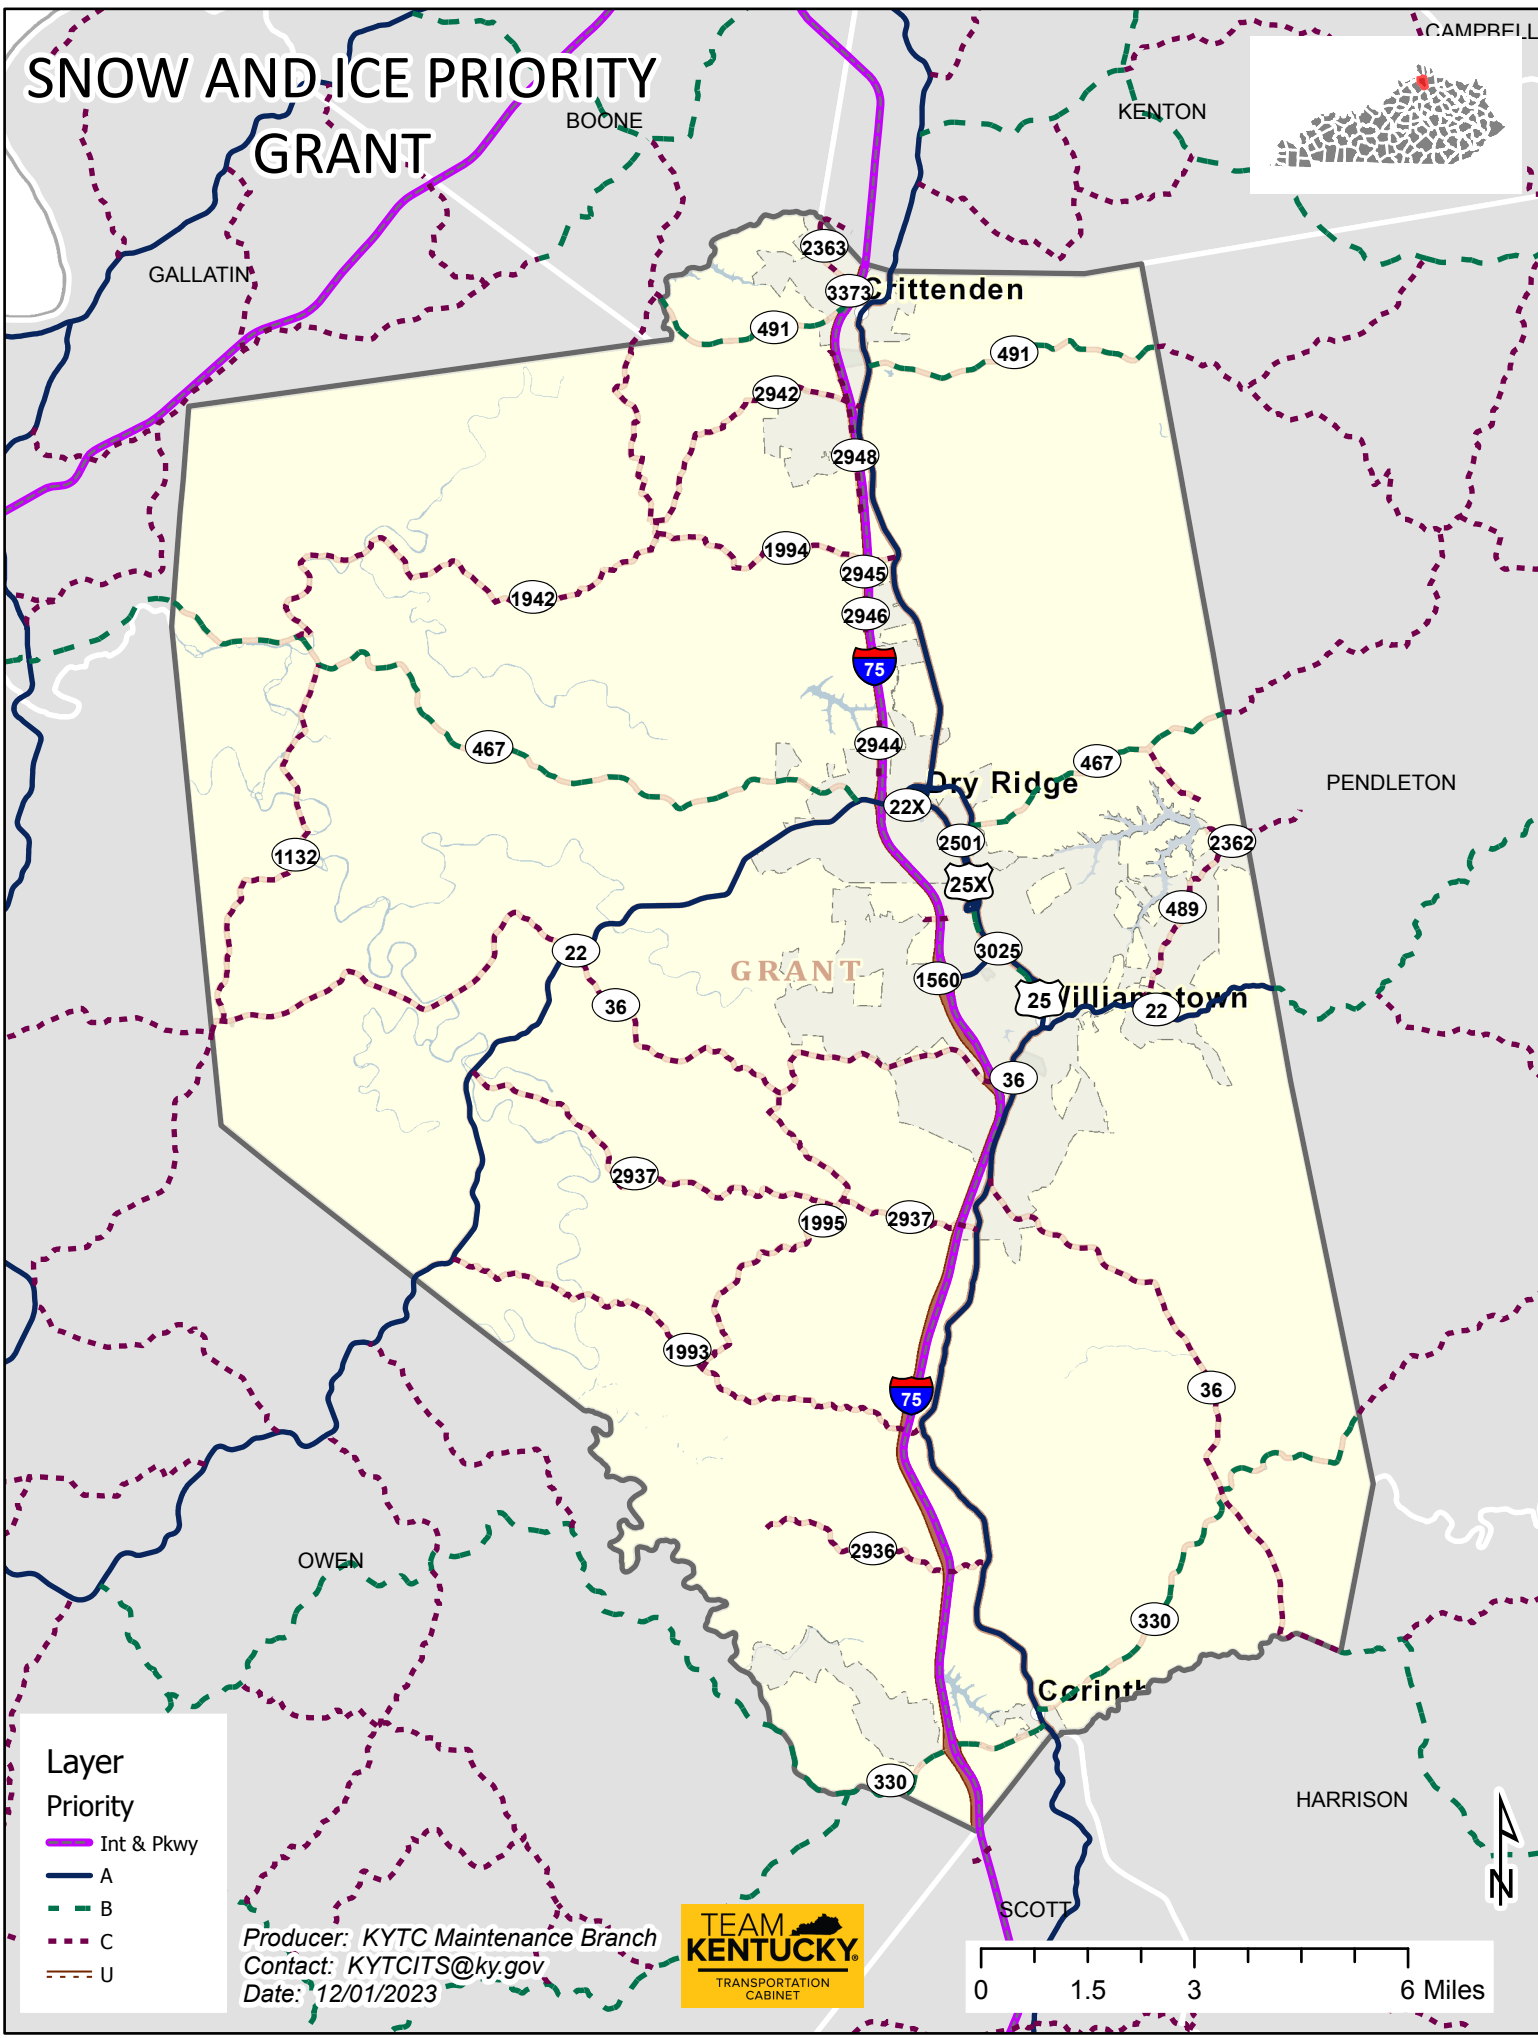 SNOW AND ICE PRIORITY
GRANT
CAMPBELL
BOONE
KENTON
GALLATIN
2363
3373
Crittenden
491
491
2942
2948
1994
2945
1942
2946
75
467
2944
467
Dry Ridge
PENDLETON
22X
2501
2362
1132
25X
489
22
3025
GRANT
1560
36
25
Williamstown
22
36
2937
1995
2937
1993
75
36
2936
OWEN
330
Corinth
330
HARRISON
SCOTT
Layer
Priority
Int & Pkwy
A
B
C
U
Producer: KYTC Maintenance Branch
Contact: KYTCITS@ky.gov
Date: 12/01/2023
TEAM
KENTUCKY®
TRANSPORTATION
CABINET
N
0 1.5 3 6 Miles